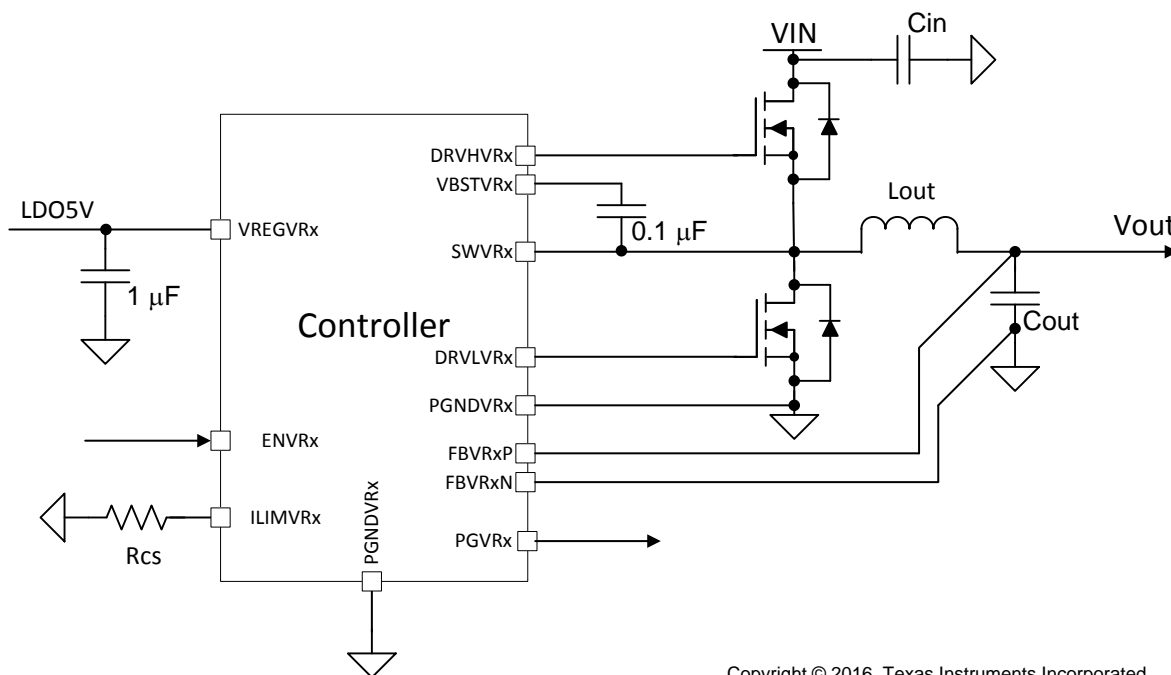 Cin
VIN
DRVHVRx
VBSTVRx
LDO5V
VREGVRx
0.1 μF
Lout
Vout
SWVRx
1 μF
Controller
Cout
DRVLVRx
PGNDVRx
ENVRx
FBVRxP
FBVRxN
ILIMVRx
PGNDVRx
PGVRx
Rcs
Copyright © 2016, Texas Instruments Incorporated